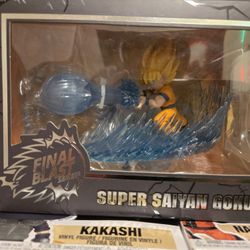 FINAL
BLAST
SUPER SAIYAN GOKU
KAKASHI
VINYL FIGURE / FIGURINE EN VINYLE /
FIGURA DE VINIL